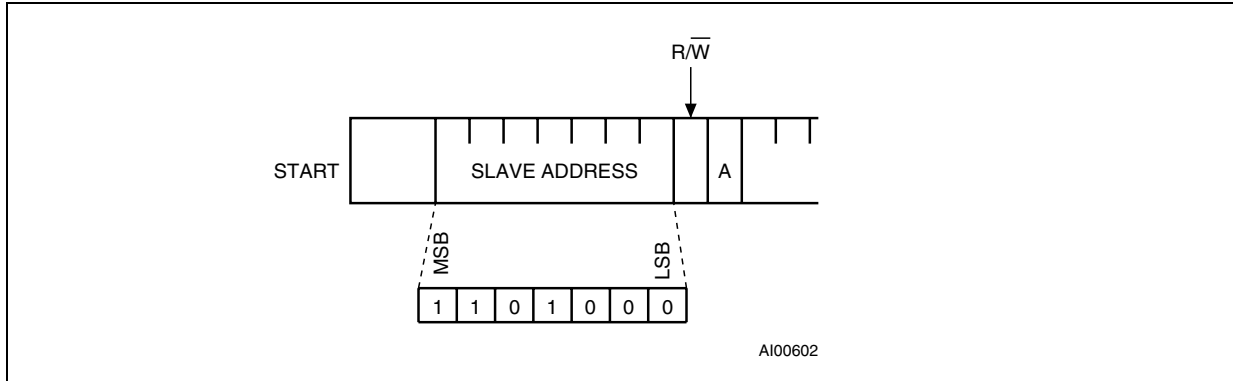 R/W̅
START SLAVE ADDRESS A
MSB LSB
1 1 0 1 0 0 0
AI00602